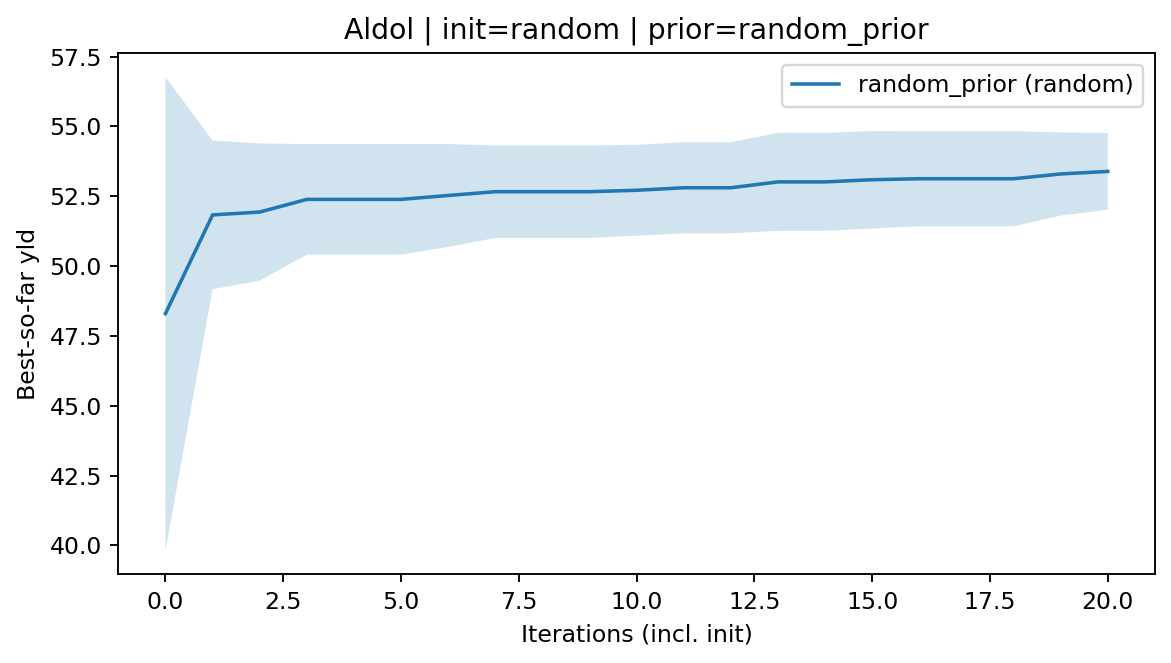 Aldol | init=random | prior=random_prior
random_prior (random)
Best-so-far yld
57.5
55.0
52.5
50.0
47.5
45.0
42.5
40.0
0.0 2.5 5.0 7.5 10.0 12.5 15.0 17.5 20.0
Iterations (incl. init)